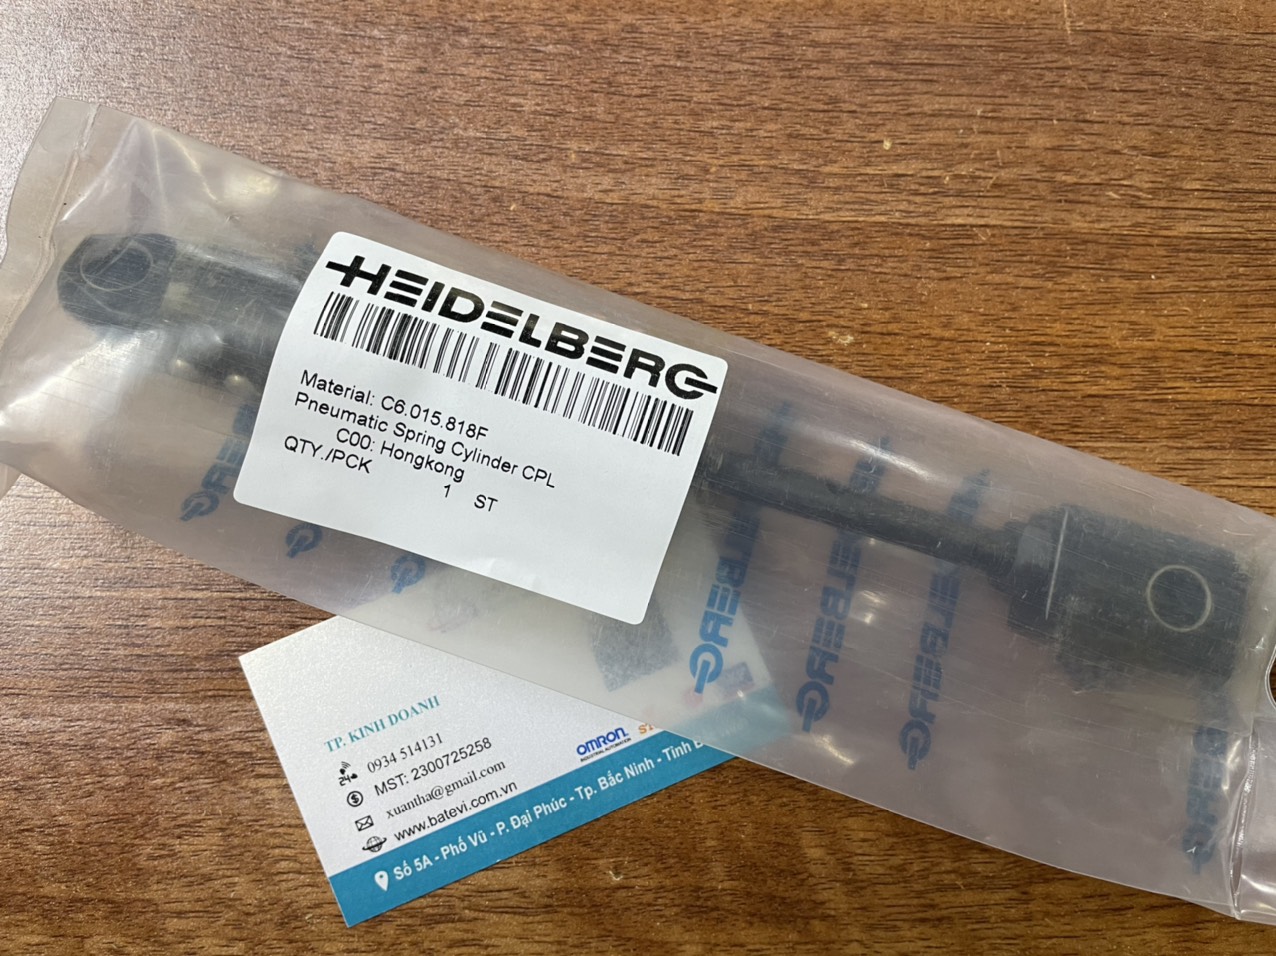 HEIDELBERG
Material: C6.015.818F
Pneumatic Spring Cylinder CPL
C00: Hongkong
QTY./PCK 1 ST
TP. KINH DOANH
0934 514131
MST: 2300725258
xuantha@gmail.com
www.batevi.com.vn
OMRON
INDUSTRIAL AUTOMATION
Số 5A - Phố Vũ - P. Đại Phúc - Tp. Bắc Ninh - Tỉnh